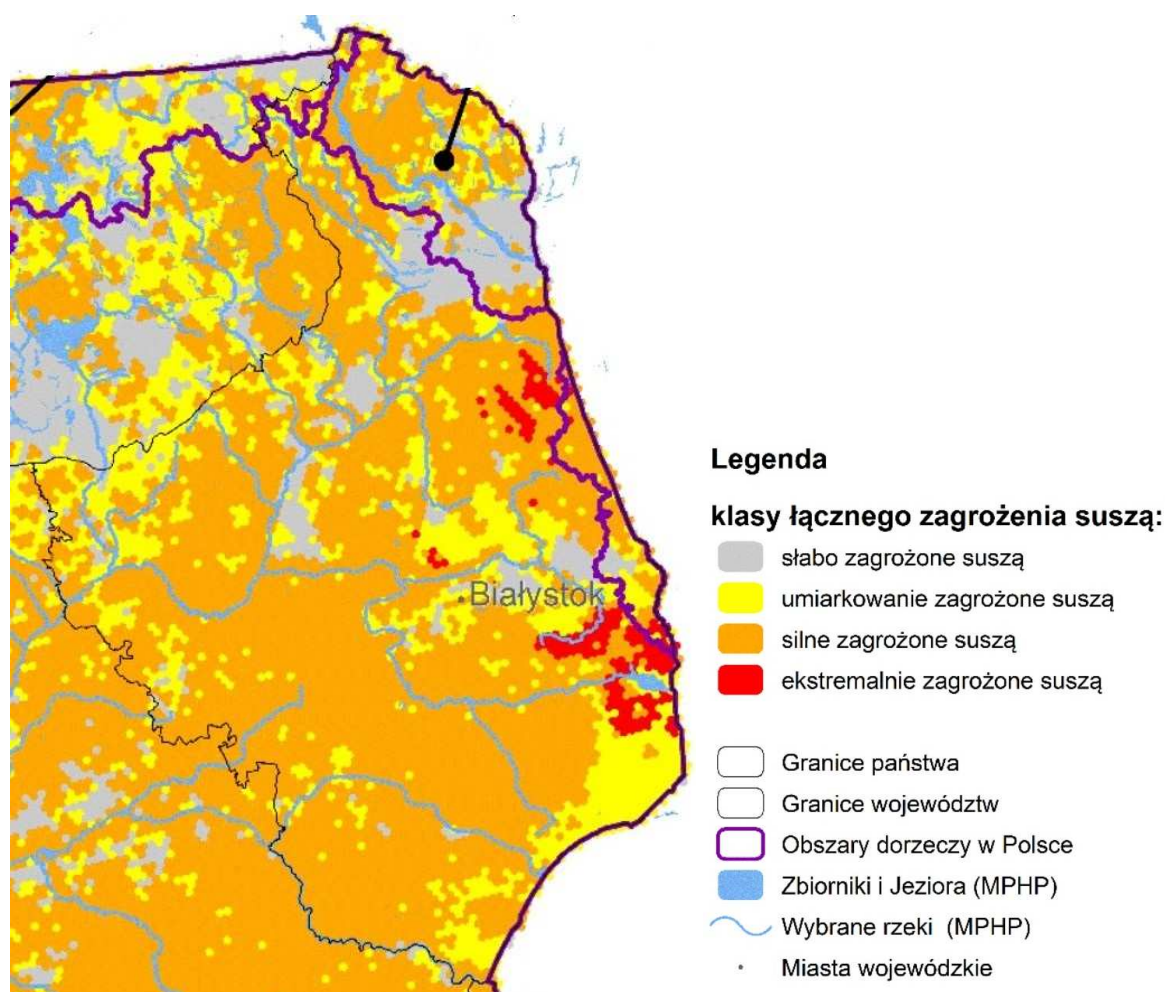 Białystok
Legenda
klasy łącznego zagrożenia suszą:
słabo zagrożone suszą
umiarkowanie zagrożone suszą
silne zagrożone suszą
ekstremalnie zagrożone suszą
Granice państwa
Granice województw
Obszary dorzeczy w Polsce
Zbiorniki i Jeziora (MPHP)
Wybrane rzeki (MPHP)
Miasta wojewódzkie